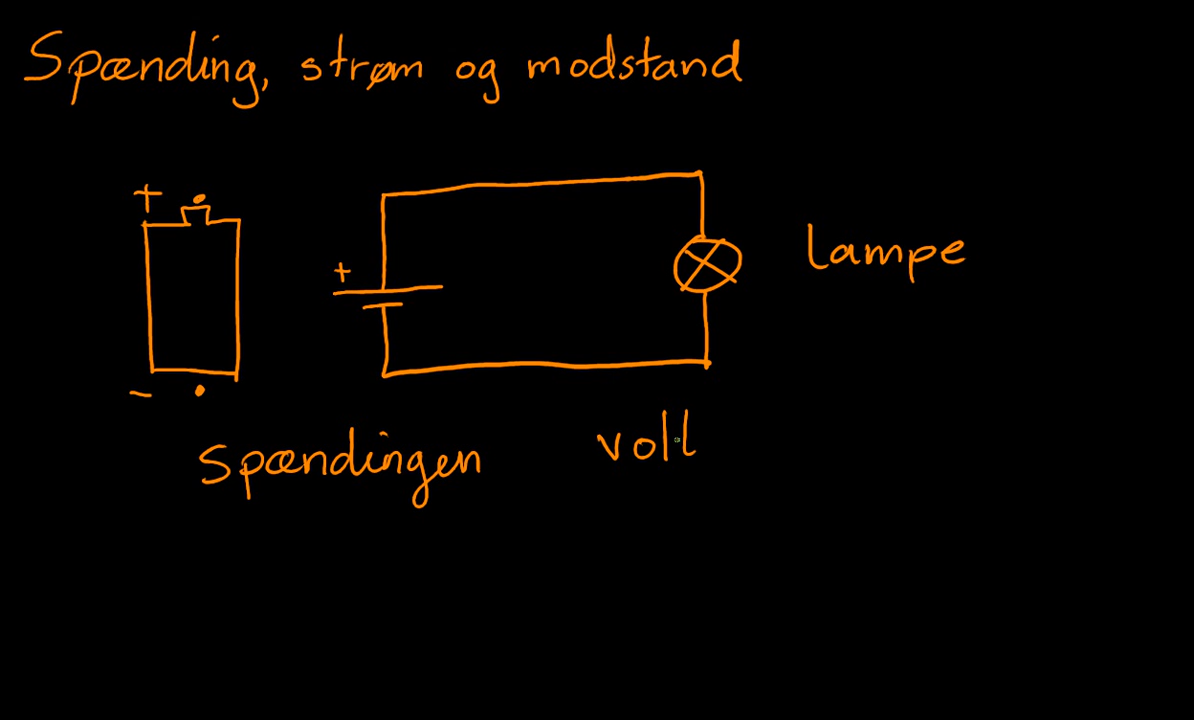 Spænding, strøm og modstand
+
+
lampe
-
Spændingen voll